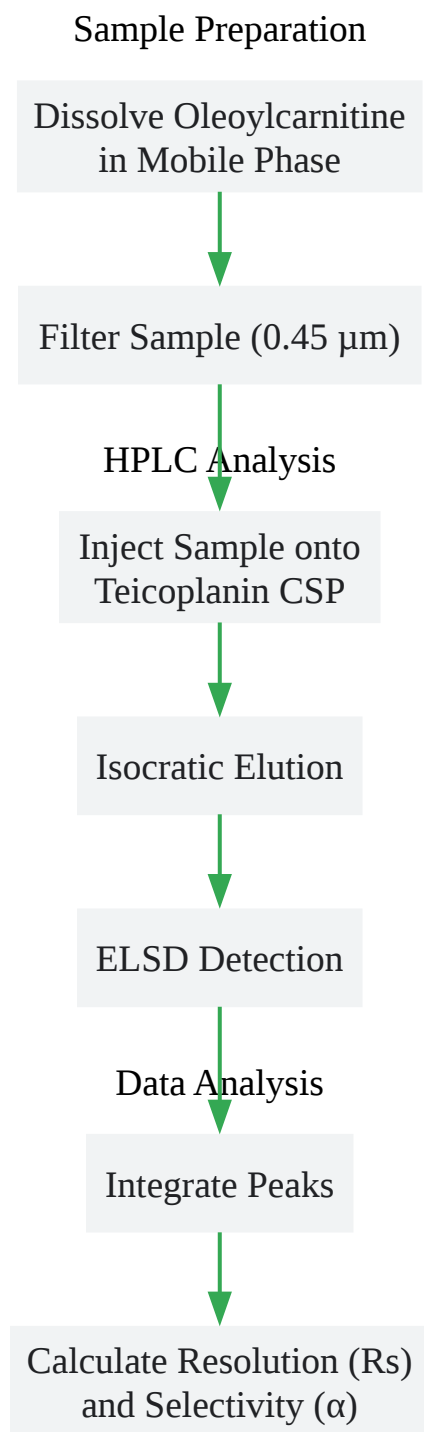 Sample Preparation
Dissolve Oleoylcarnitine
in Mobile Phase
Filter Sample (0.45 µm)
HPLC Analysis
Inject Sample onto
Teicoplanin CSP
Isocratic Elution
ELSD Detection
Data Analysis
Integrate Peaks
Calculate Resolution (Rs)
and Selectivity (α)